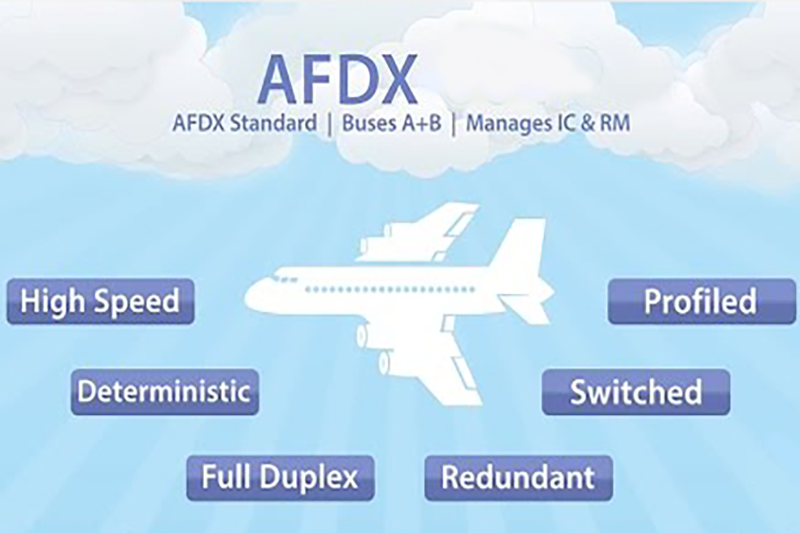 AFDX
AFDX Standard | Buses A+B | Manages IC & RM
High Speed
Profiled
Deterministic
Switched
Full Duplex
Redundant